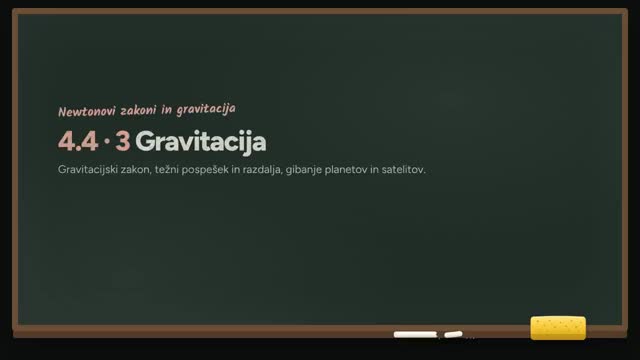 Newtonovi zakoni in gravitacija
4.4 · 3 Gravitacija
Gravitacijski zakon, težni pospešek in razdalja, gibanje planetov in satelitov.